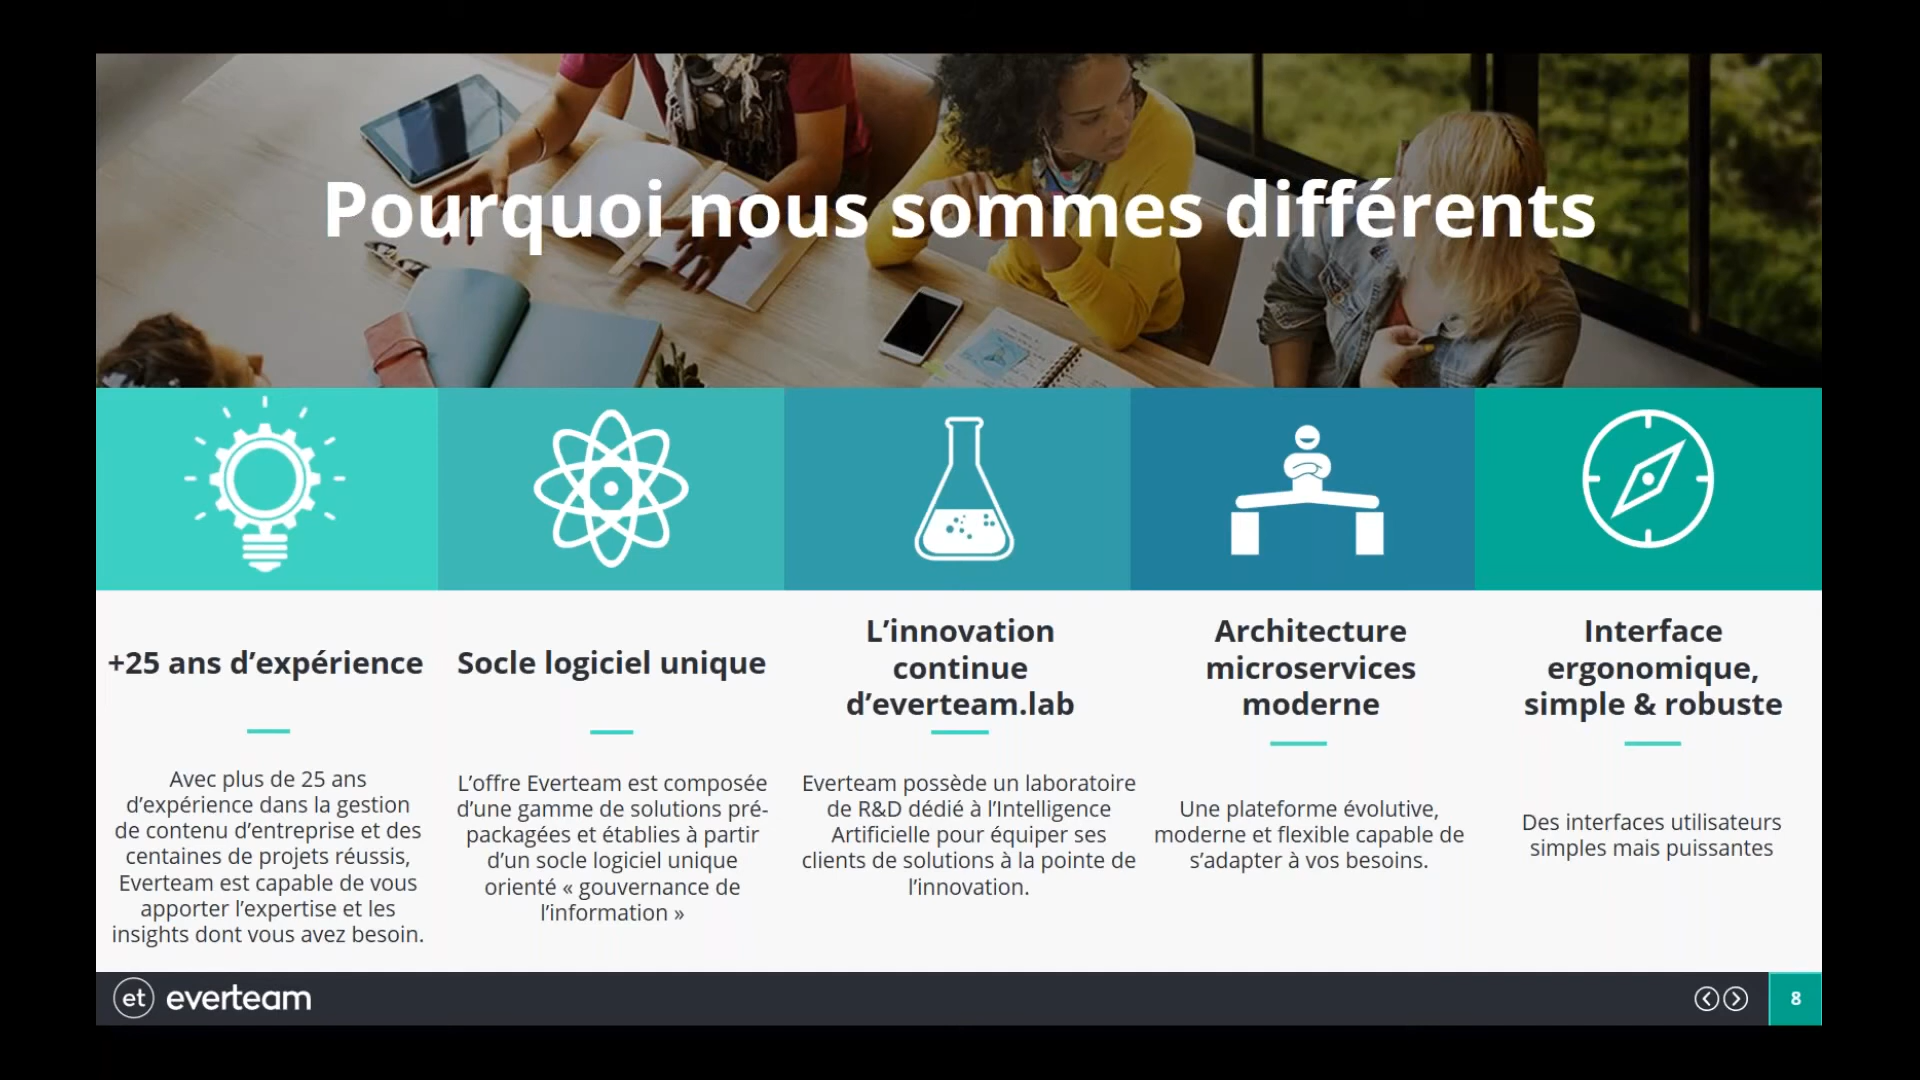 Pourquoi nous sommes différents
+25 ans d’expérience
Avec plus de 25 ans
d’expérience dans la gestion
de contenu d’entreprise et des
centaines de projets réussis,
Everteam est capable de vous
apporter l’expertise et les
insights dont vous avez besoin.
Socle logiciel unique
L’offre Everteam est composée
d’une gamme de solutions pré-
packagées et établies à partir
d’un socle logiciel unique
orienté « gouvernance de
l’information »
L’innovation
continue
d’everteam.lab
Everteam possède un laboratoire
de R&D dédié à l’Intelligence
Artificielle pour équiper ses
clients de solutions à la pointe de
l’innovation.
Architecture
microservices
moderne
Une plateforme évolutive,
moderne et flexible capable de
s’adapter à vos besoins.
Interface
ergonomique,
simple & robuste
Des interfaces utilisateurs
simples mais puissantes
et everteam
8